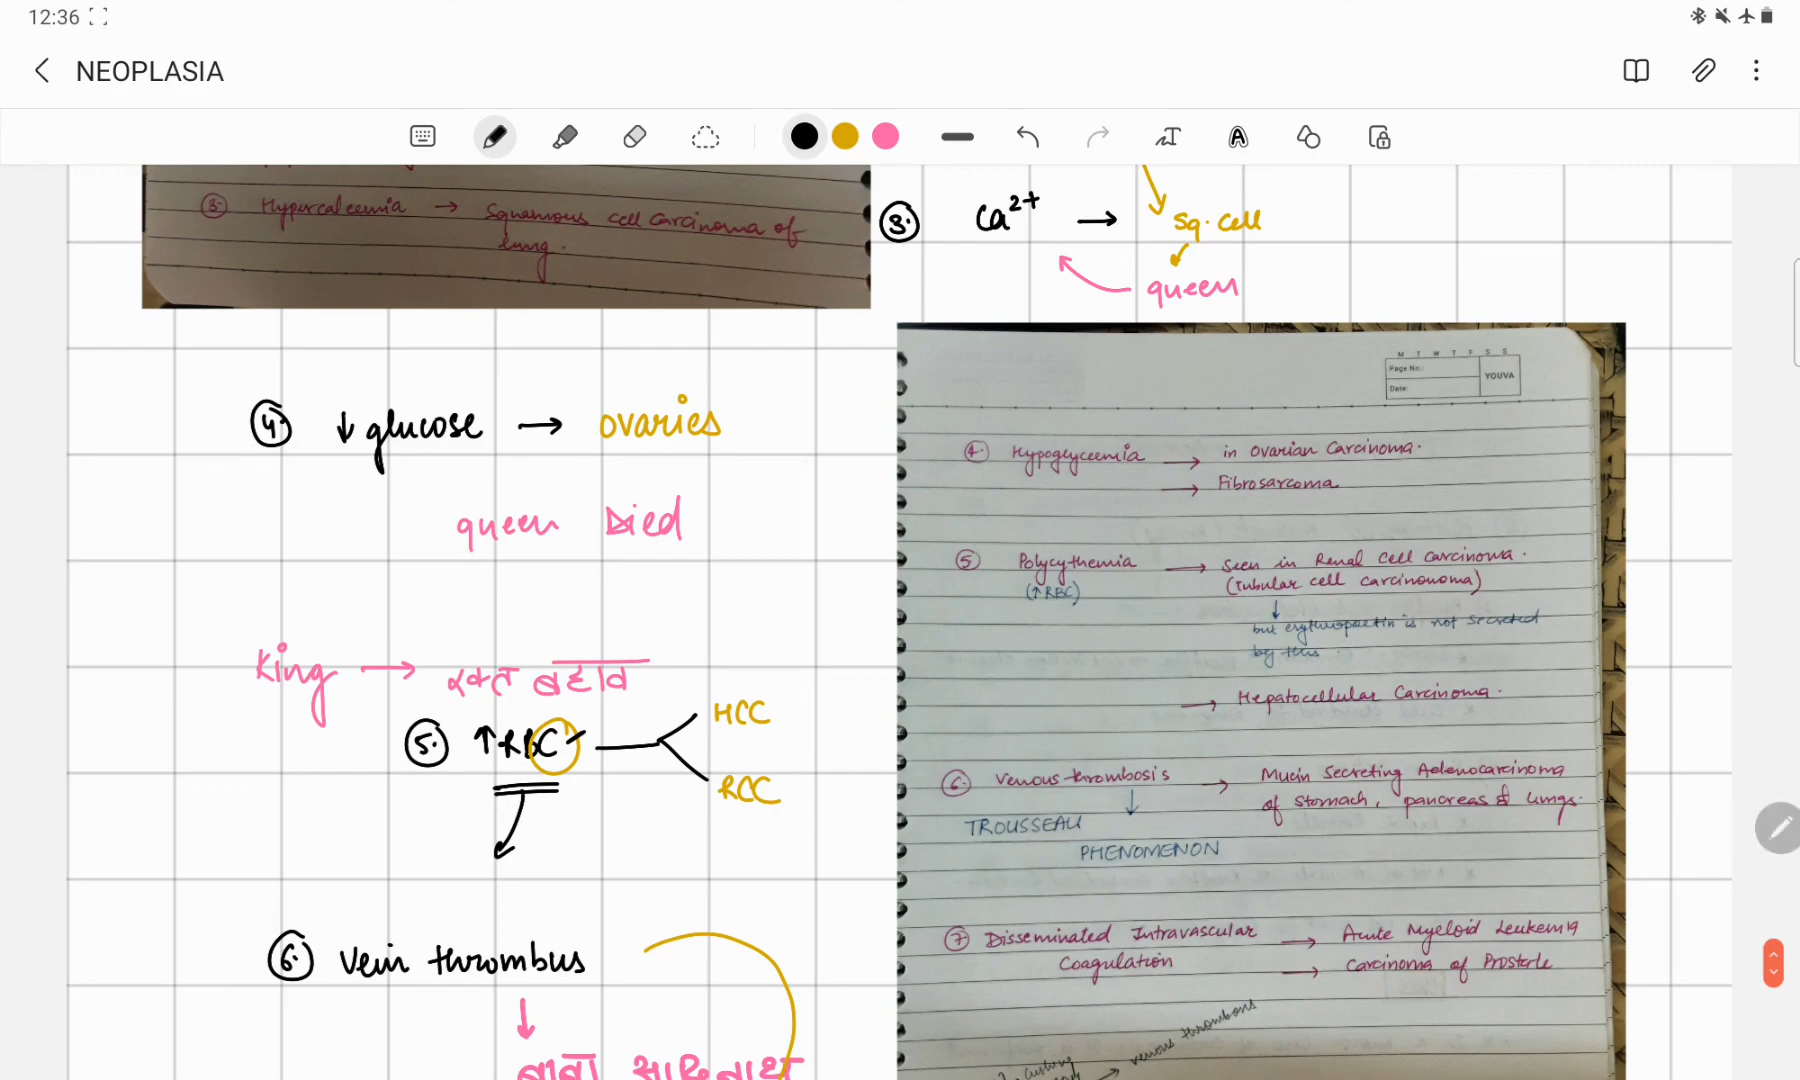 12:36
NEOPLASIA
③ Hypercalcemia → Squamous cell carcinoma of
lung.
③. Ca²⁺ → sq. cell
queen
④. ↓ glucose → ovaries
queen Died
King →
⑤. ↑RBC
HCC
RCC
⑥. Vein thrombus
M T W T F S S
Page No.:
Date:
YOUVA
④ Hypoglycemia → in Ovarian Carcinoma.
→ Fibrosarcoma
⑤ Polycythemia → Seen in Renal Cell Carcinoma.
(↑RBC) (Tubular cell carcinonoma)
↓
but erythropoetin is not secreted
by this.
→ Hepatocellular Carcinoma.
⑥ Venous thrombosis → Mucin Secreting Adenocarcinoma
↓ of stomach, pancreas & lungs.
TROUSSEAU
PHENOMENON
⑦ Disseminated Intravascular → Acute Myeloid Leukemia
Coagulation → Carcinoma of Prostate
→ venous thrombons